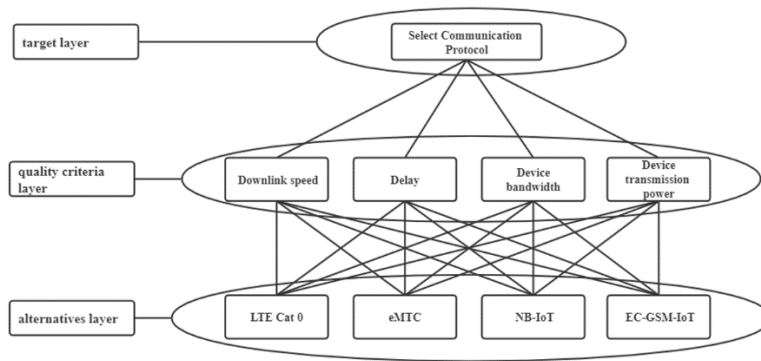 target layer
Select Communication
Protocol
quality criteria
layer
Downlink speed
Delay
Device
bandwidth
Device
transmission
power
alternatives layer
LTE Cat 0
eMTC
NB-IoT
EC-GSM-IoT